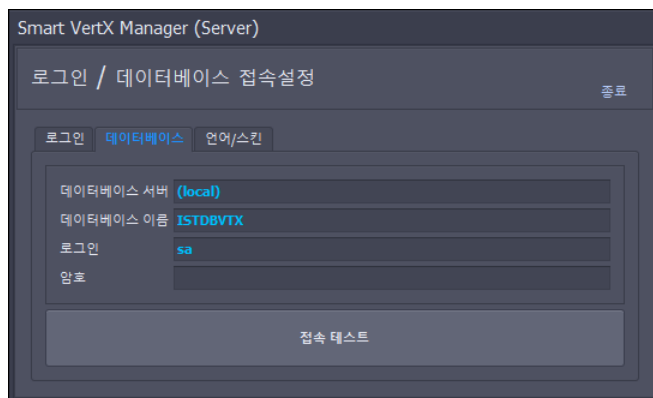 Smart VertX Manager (Server)
로그인 / 데이터베이스 접속설정
종료
로그인 데이터베이스 언어/스킨
데이터베이스 서버 (local)
데이터베이스 이름 ISTDBVTX
로그인 sa
암호
접속 테스트